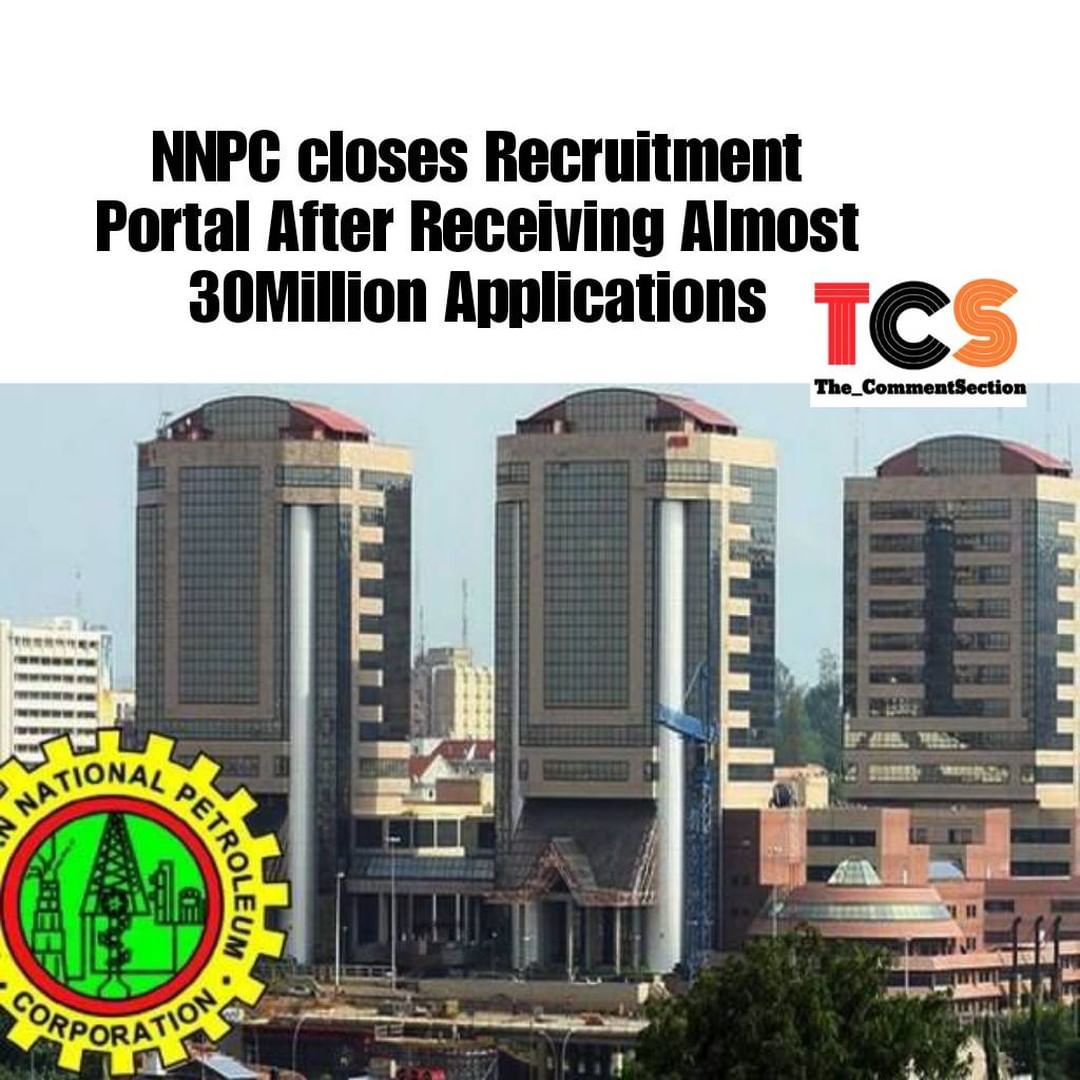 NNPC closes Recruitment
Portal After Receiving Almost
30Million Applications
TCS
The_CommentSection
NATIONAL PETROLEUM
CORPORATION